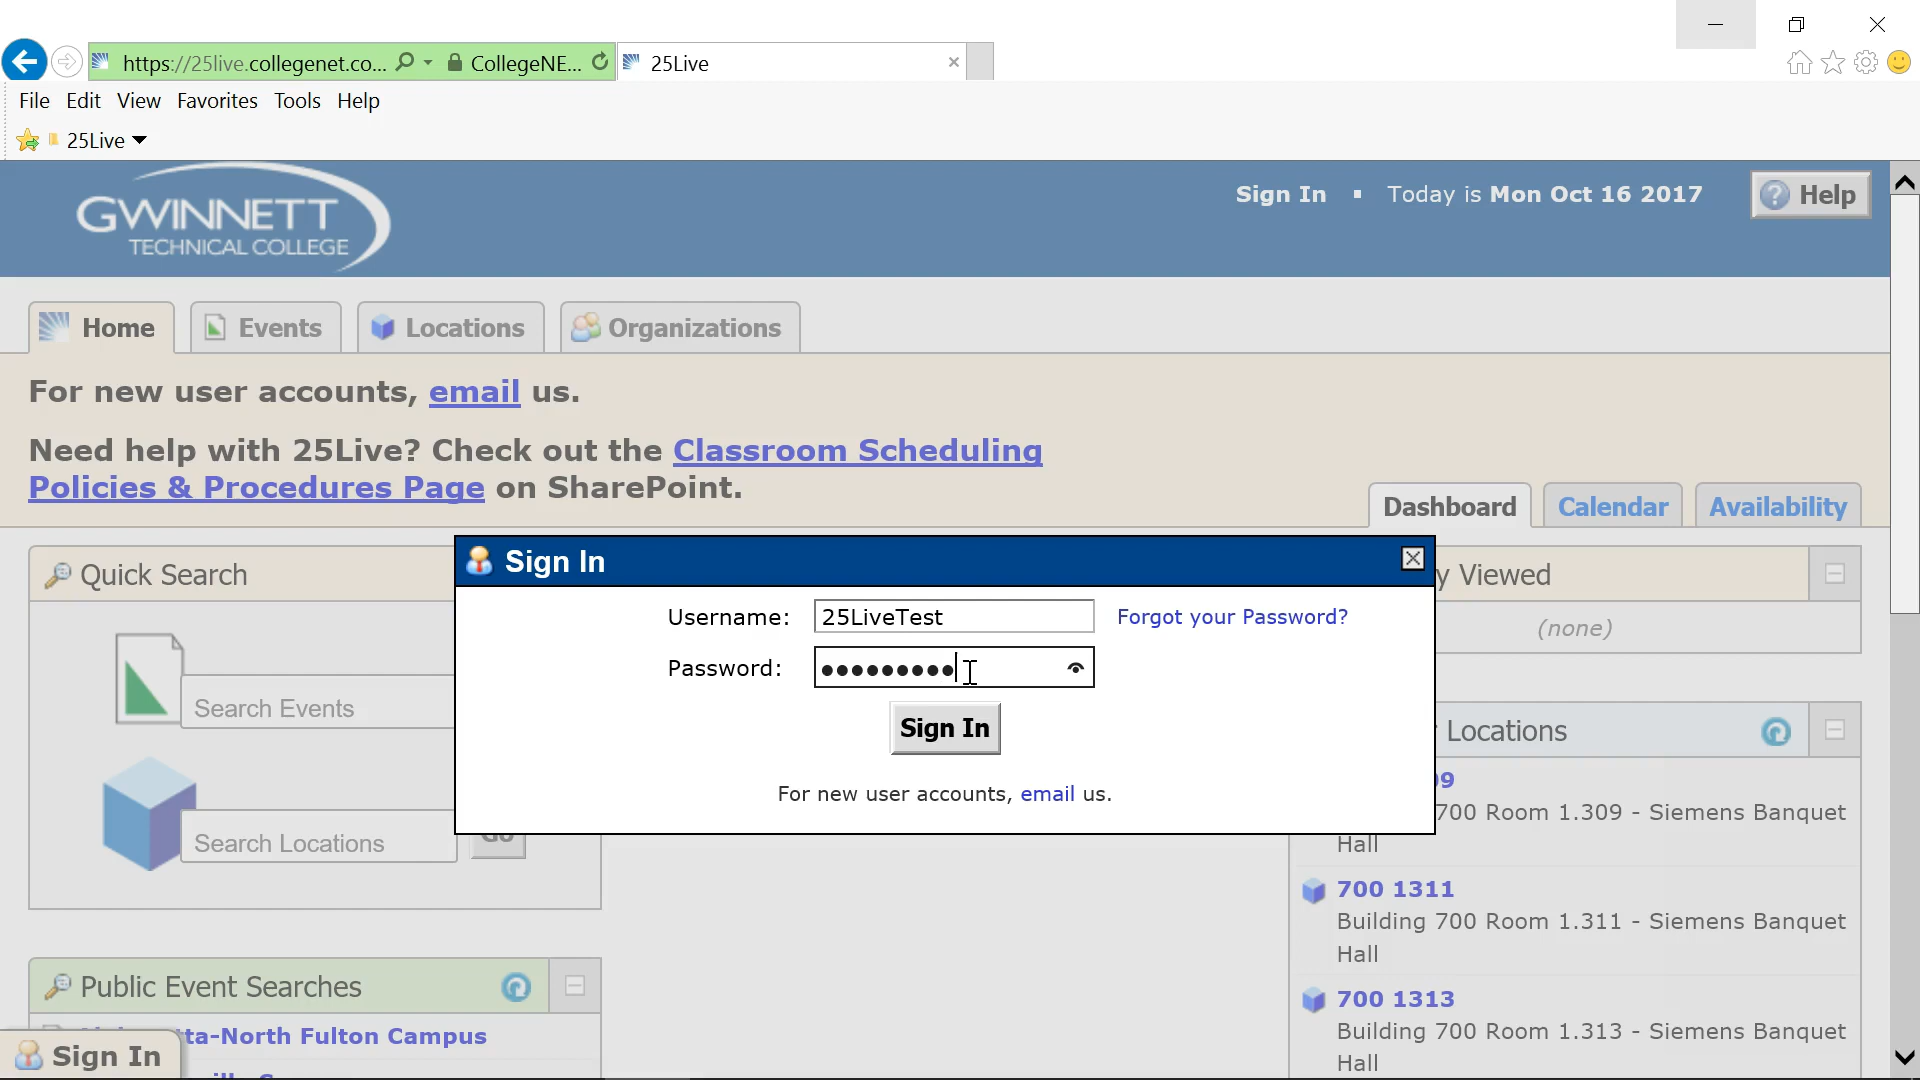 https://25live.collegenet.co...
CollegeNE...
25Live
File Edit View Favorites Tools Help
25Live
GWINNETT
TECHNICAL COLLEGE
Sign In ▪ Today is Mon Oct 16 2017
Help
Home
Events
Locations
Organizations
For new user accounts, email us.
Need help with 25Live? Check out the Classroom Scheduling
Policies & Procedures Page on SharePoint.
Dashboard
Calendar
Availability
Quick Search
Search Events
Search Locations
Sign In
Username: 25LiveTest Forgot your Password?
Password: ●●●●●●●●●
Sign In
For new user accounts, email us.
Viewed
(none)
Locations
700 Room 1.309 - Siemens Banquet
Hall
700 1311
Building 700 Room 1.311 - Siemens Banquet
Hall
700 1313
Building 700 Room 1.313 - Siemens Banquet
Hall
Public Event Searches
ta-North Fulton Campus
Sign In